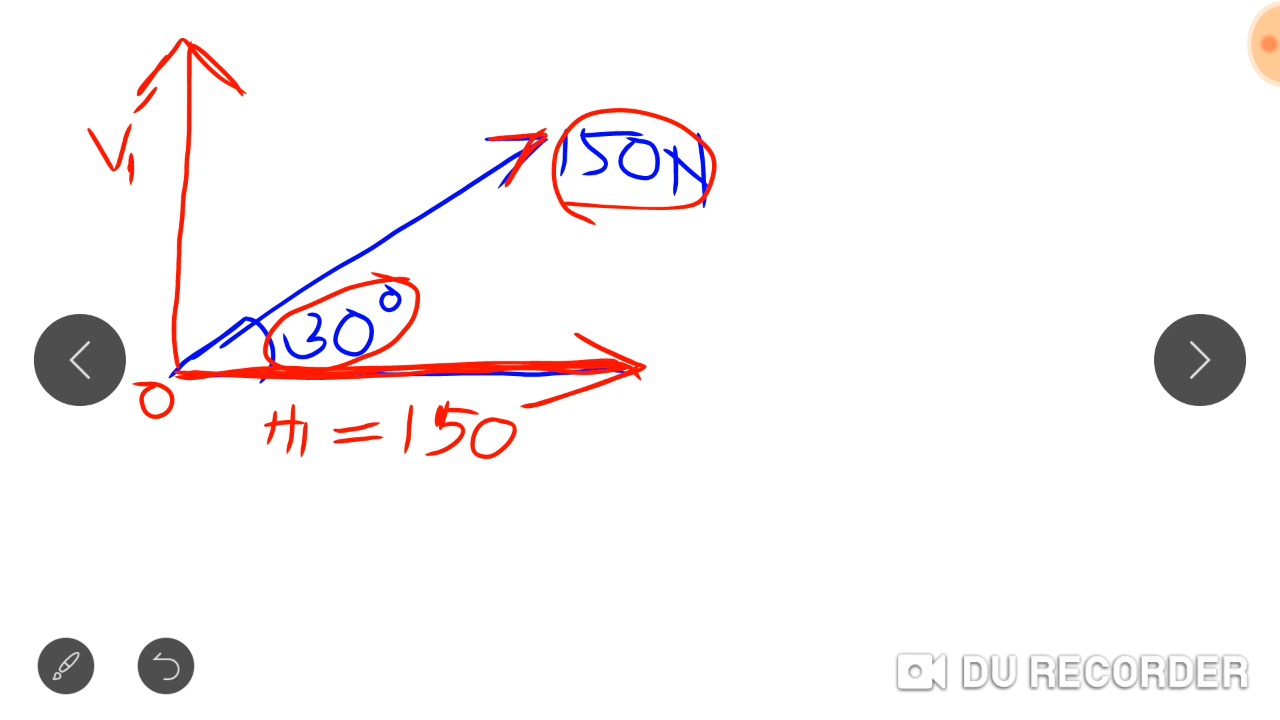 V1
150N
30°
O
H1 = 150
DU RECORDER